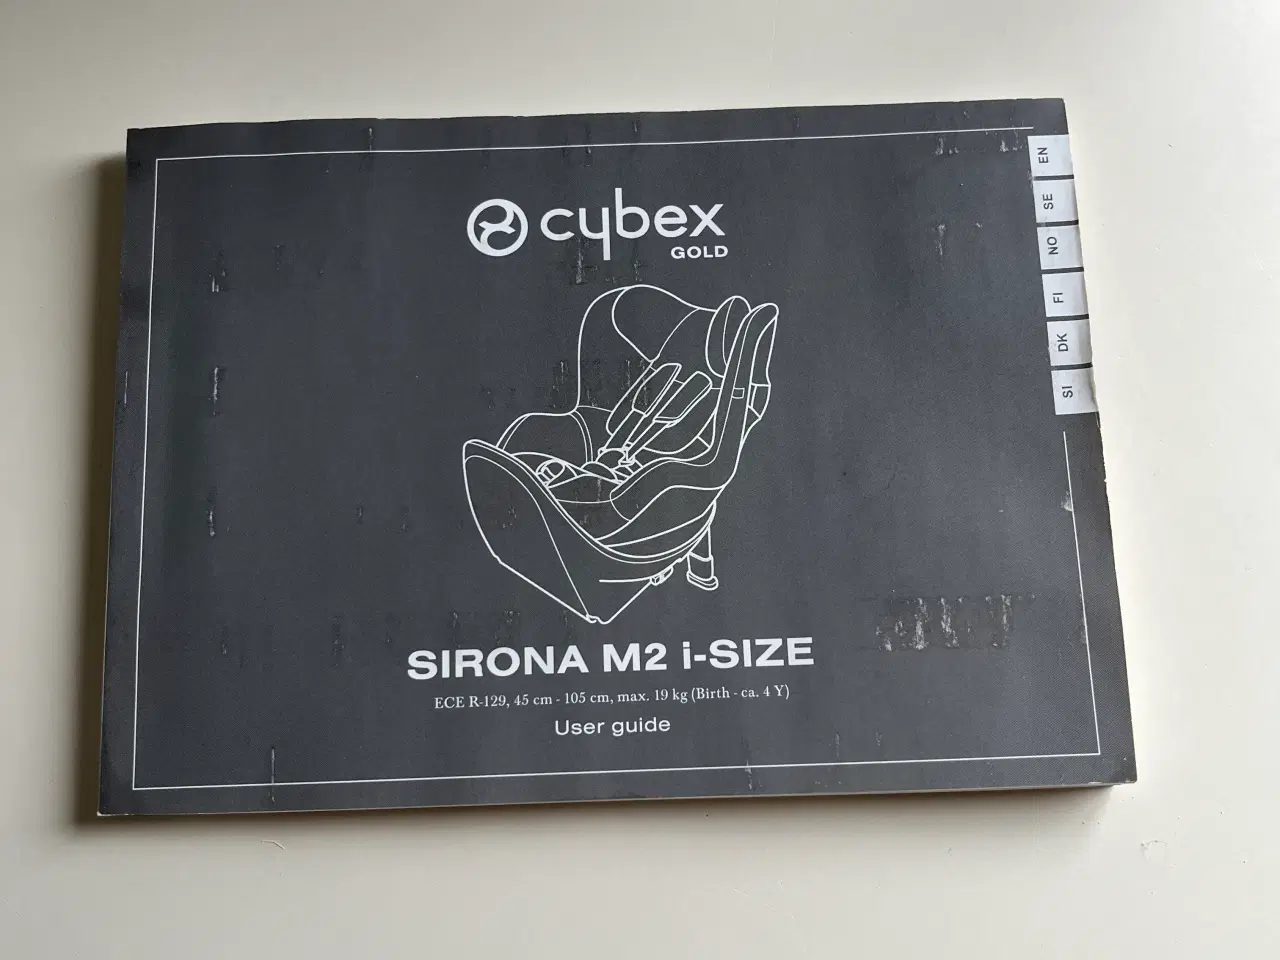 cybex
GOLD
EN
SE
NO
FI
DK
SI
SIRONA M2 i-SIZE
ECE R-129, 45 cm - 105 cm, max. 19 kg (Birth - ca. 4 Y)
User guide